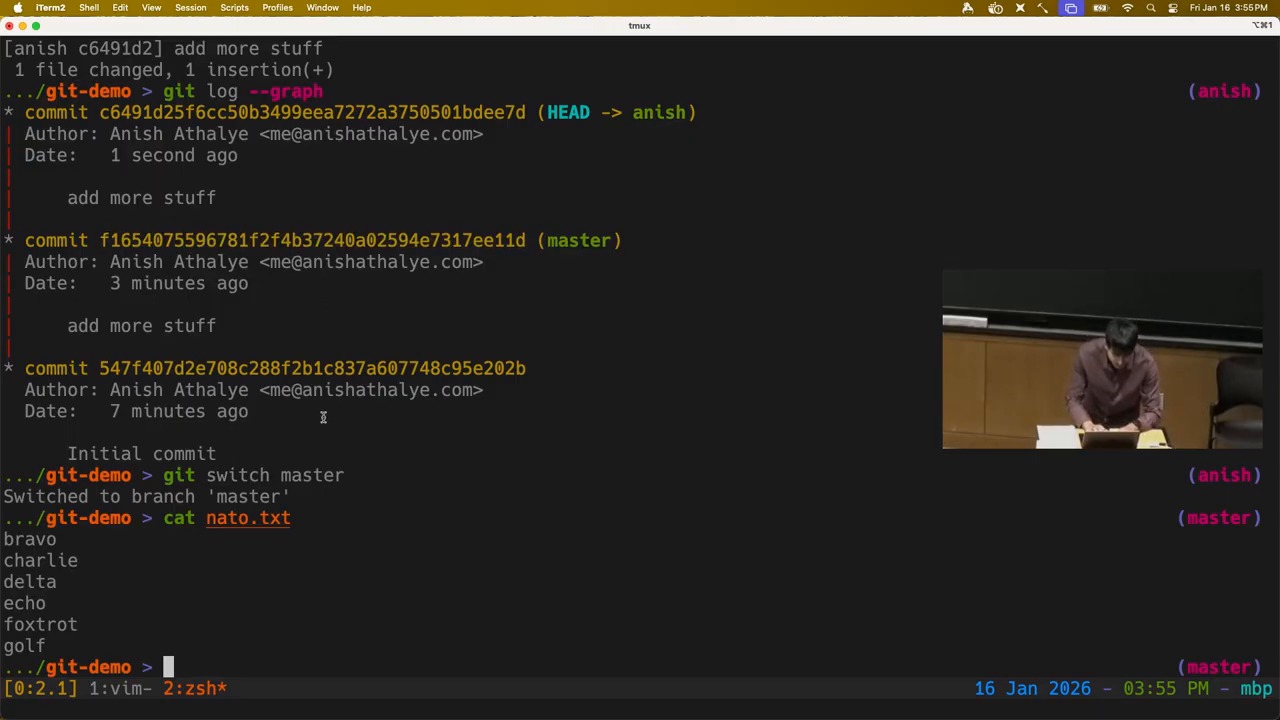 iTerm2 Shell Edit View Session Scripts Profiles Window Help Fri Jan 16 3:55 PM
tmux ⌥⌘1
[anish c6491d2] add more stuff
1 file changed, 1 insertion(+)
.../git-demo > git log --graph (anish)
* commit c6491d25f6cc50b3499eea7272a3750501bdee7d (HEAD -> anish)
| Author: Anish Athalye <me@anishathalye.com>
| Date: 1 second ago
|
| add more stuff
|
* commit f1654075596781f2f4b37240a02594e7317ee11d (master)
| Author: Anish Athalye <me@anishathalye.com>
| Date: 3 minutes ago
|
| add more stuff
|
* commit 547f407d2e708c288f2b1c837a607748c95e202b
Author: Anish Athalye <me@anishathalye.com>
Date: 7 minutes ago
Initial commit
.../git-demo > git switch master (anish)
Switched to branch 'master'
.../git-demo > cat nato.txt (master)
bravo
charlie
delta
echo
foxtrot
golf
.../git-demo > (master)
[0:2.1] 1:vim- 2:zsh* 16 Jan 2026 - 03:55 PM - mbp